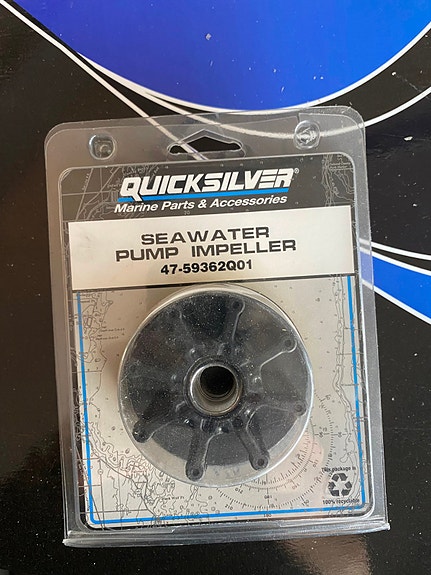 QUICKSILVER®
Marine Parts & Accessories
SEAWATER
PUMP IMPELLER
47-59362Q01
This package is
100% recyclable